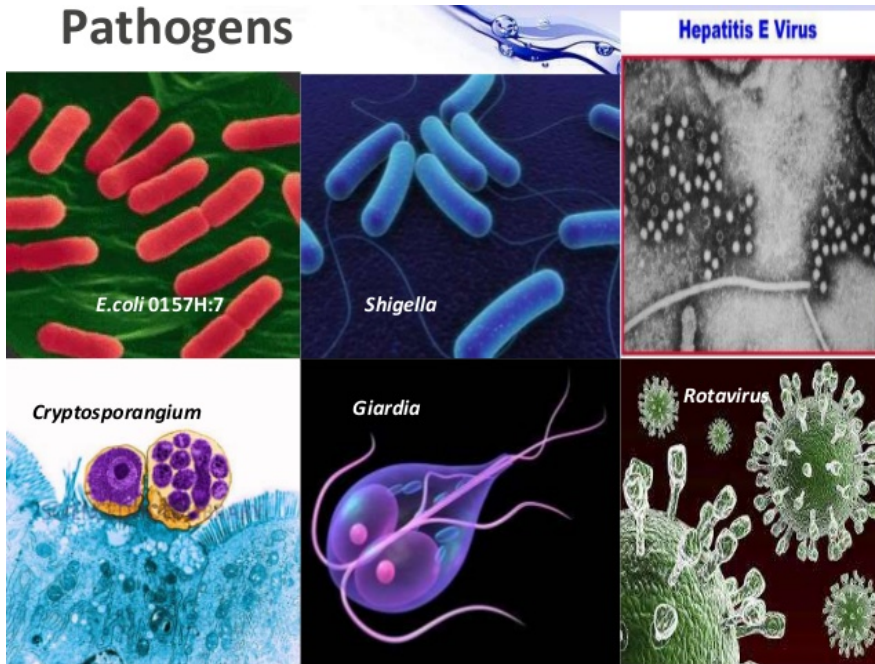 Pathogens
Hepatitis E Virus
E.coli 0157H:7
Shigella
Cryptosporangium
Giardia
Rotavirus